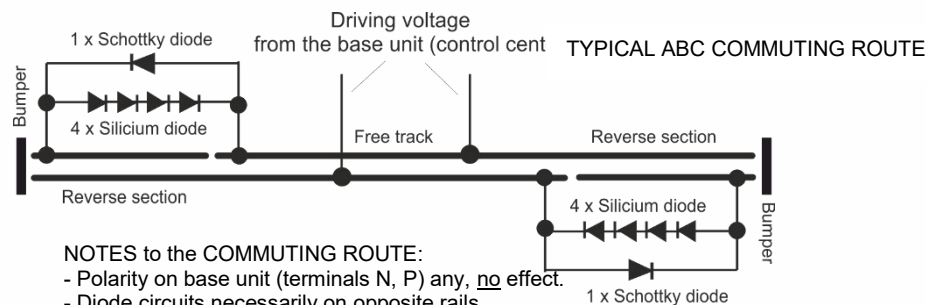 Driving voltage
from the base unit (control cent
TYPICAL ABC COMMUTING ROUTE
1 x Schottky diode
Bumper
4 x Silicium diode
Free track
Reverse section
Reverse section
4 x Silicium diode
Bumper
1 x Schottky diode
NOTES to the COMMUTING ROUTE:
- Polarity on base unit (terminals N, P) any, no effect.
- Diode circuits necessarily on opposite rails